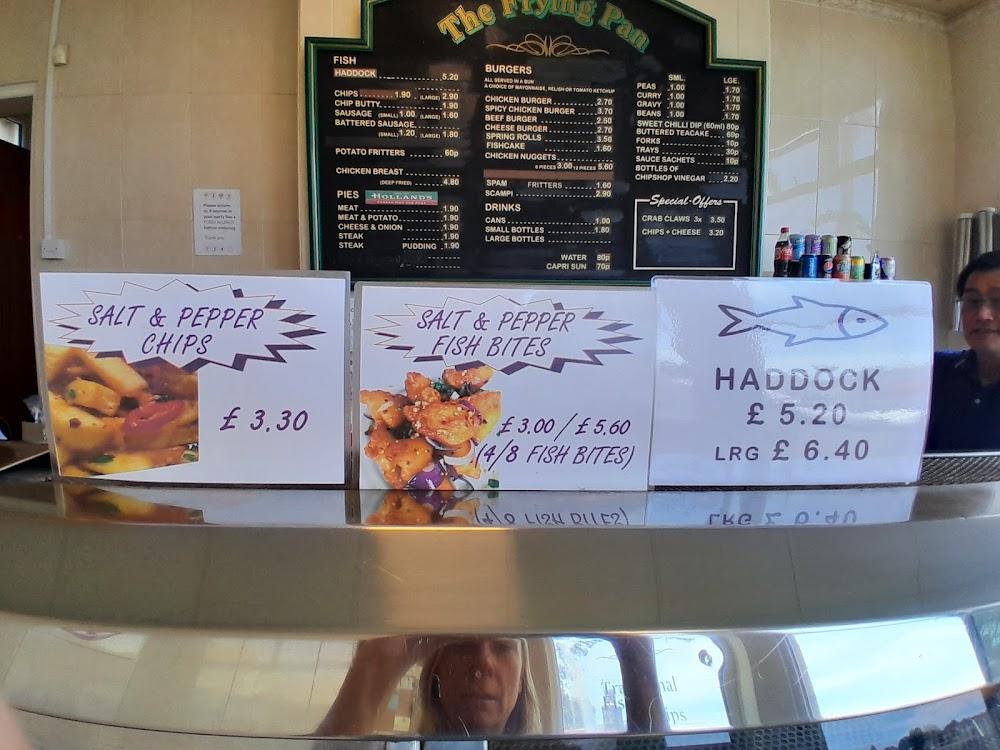 The Frying Pan
FISH
HADDOCK 5.20
CHIPS 1.90 (LARGE) 2.90
CHIP BUTTY 1.90
SAUSAGE (SMALL) 1.00 (LARGE) 1.60
BATTERED SAUSAGE
(SMALL) 1.20 (LARGE) 1.80
POTATO FRITTERS 60p
CHICKEN BREAST
(DEEP FRIED) 4.80
PIES HOLLAND'S
MEAT 1.90
MEAT & POTATO 1.90
CHEESE & ONION 1.90
STEAK 1.90
STEAK PUDDING 1.90
BURGERS
ALL SERVED IN A BUN
A CHOICE OF MAYONNAISE, RELISH OR TOMATO KETCHUP
CHICKEN BURGER 2.70
SPICY CHICKEN BURGER 3.70
BEEF BURGER 2.50
CHEESE BURGER 2.70
SPRING ROLLS 3.50
FISHCAKE 1.60
CHICKEN NUGGETS
6 PIECES 3.00 12 PIECES 5.60
SPAM FRITTERS 1.60
SCAMPI 2.90
DRINKS
CANS 1.00
SMALL BOTTLES 1.80
LARGE BOTTLES
WATER 80p
CAPRI SUN 70p
SML. LGE.
PEAS 1.00 1.70
CURRY 1.00 1.70
GRAVY 1.00 1.70
BEANS 1.00 1.70
SWEET CHILLI DIP (60ml) 80p
BUTTERED TEACAKE 60p
FORKS 10p
TRAYS 30p
SAUCE SACHETS 10p
BOTTLES OF
CHIPSHOP VINEGAR 2.20
Special Offers
CRAB CLAWS 3x 3.50
CHIPS + CHEESE 3.20
SALT & PEPPER
CHIPS
£ 3.30
SALT & PEPPER
FISH BITES
£ 3.00 / £ 5.60
(4/8 FISH BITES)
HADDOCK
£ 5.20
LRG £ 6.40